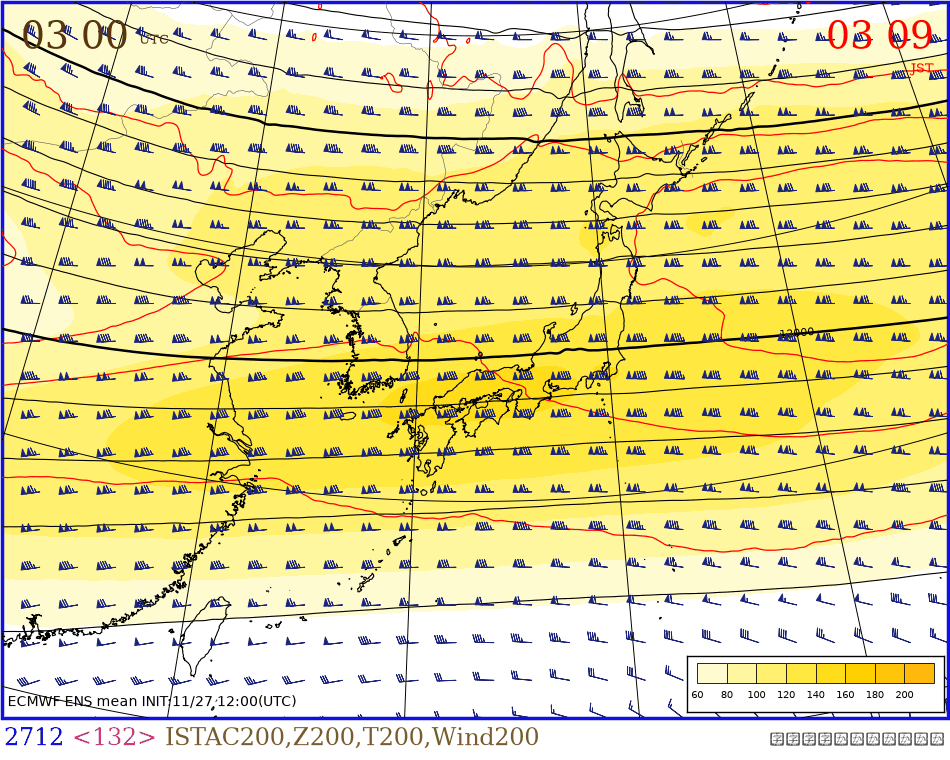 03 00 UTC
03 09 JST
12000
60 80 100 120 140 160 180 200
ECMWF ENS mean INIT:11/27 12:00(UTC)
2712 <132> ISTAC200,Z200,T200,Wind200